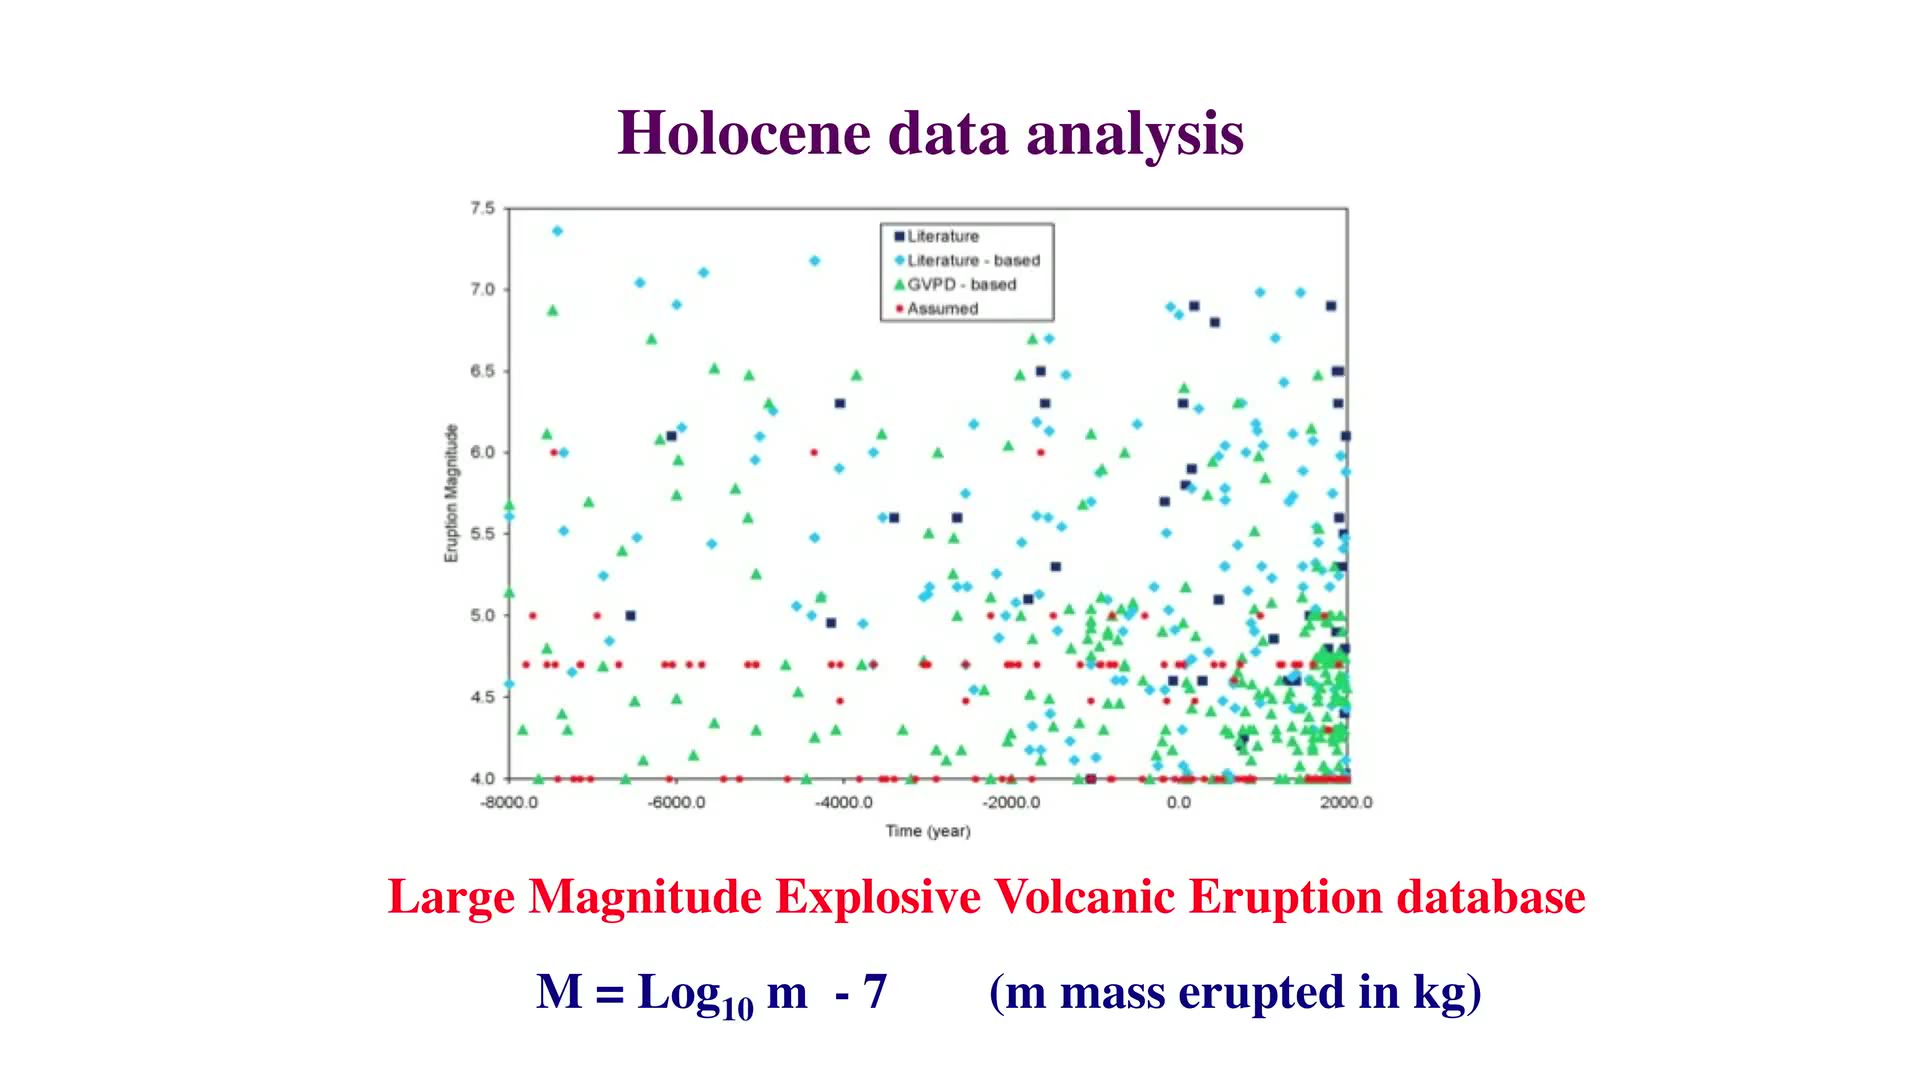 Holocene data analysis
7.5
7.0
6.5
6.0
5.5
5.0
4.5
4.0
Eruption Magnitude
Literature
Literature - based
GVPD - based
Assumed
-8000.0 -6000.0 -4000.0 -2000.0 0.0 2000.0
Time (year)
Large Magnitude Explosive Volcanic Eruption database
M = Log10 m - 7 (m mass erupted in kg)